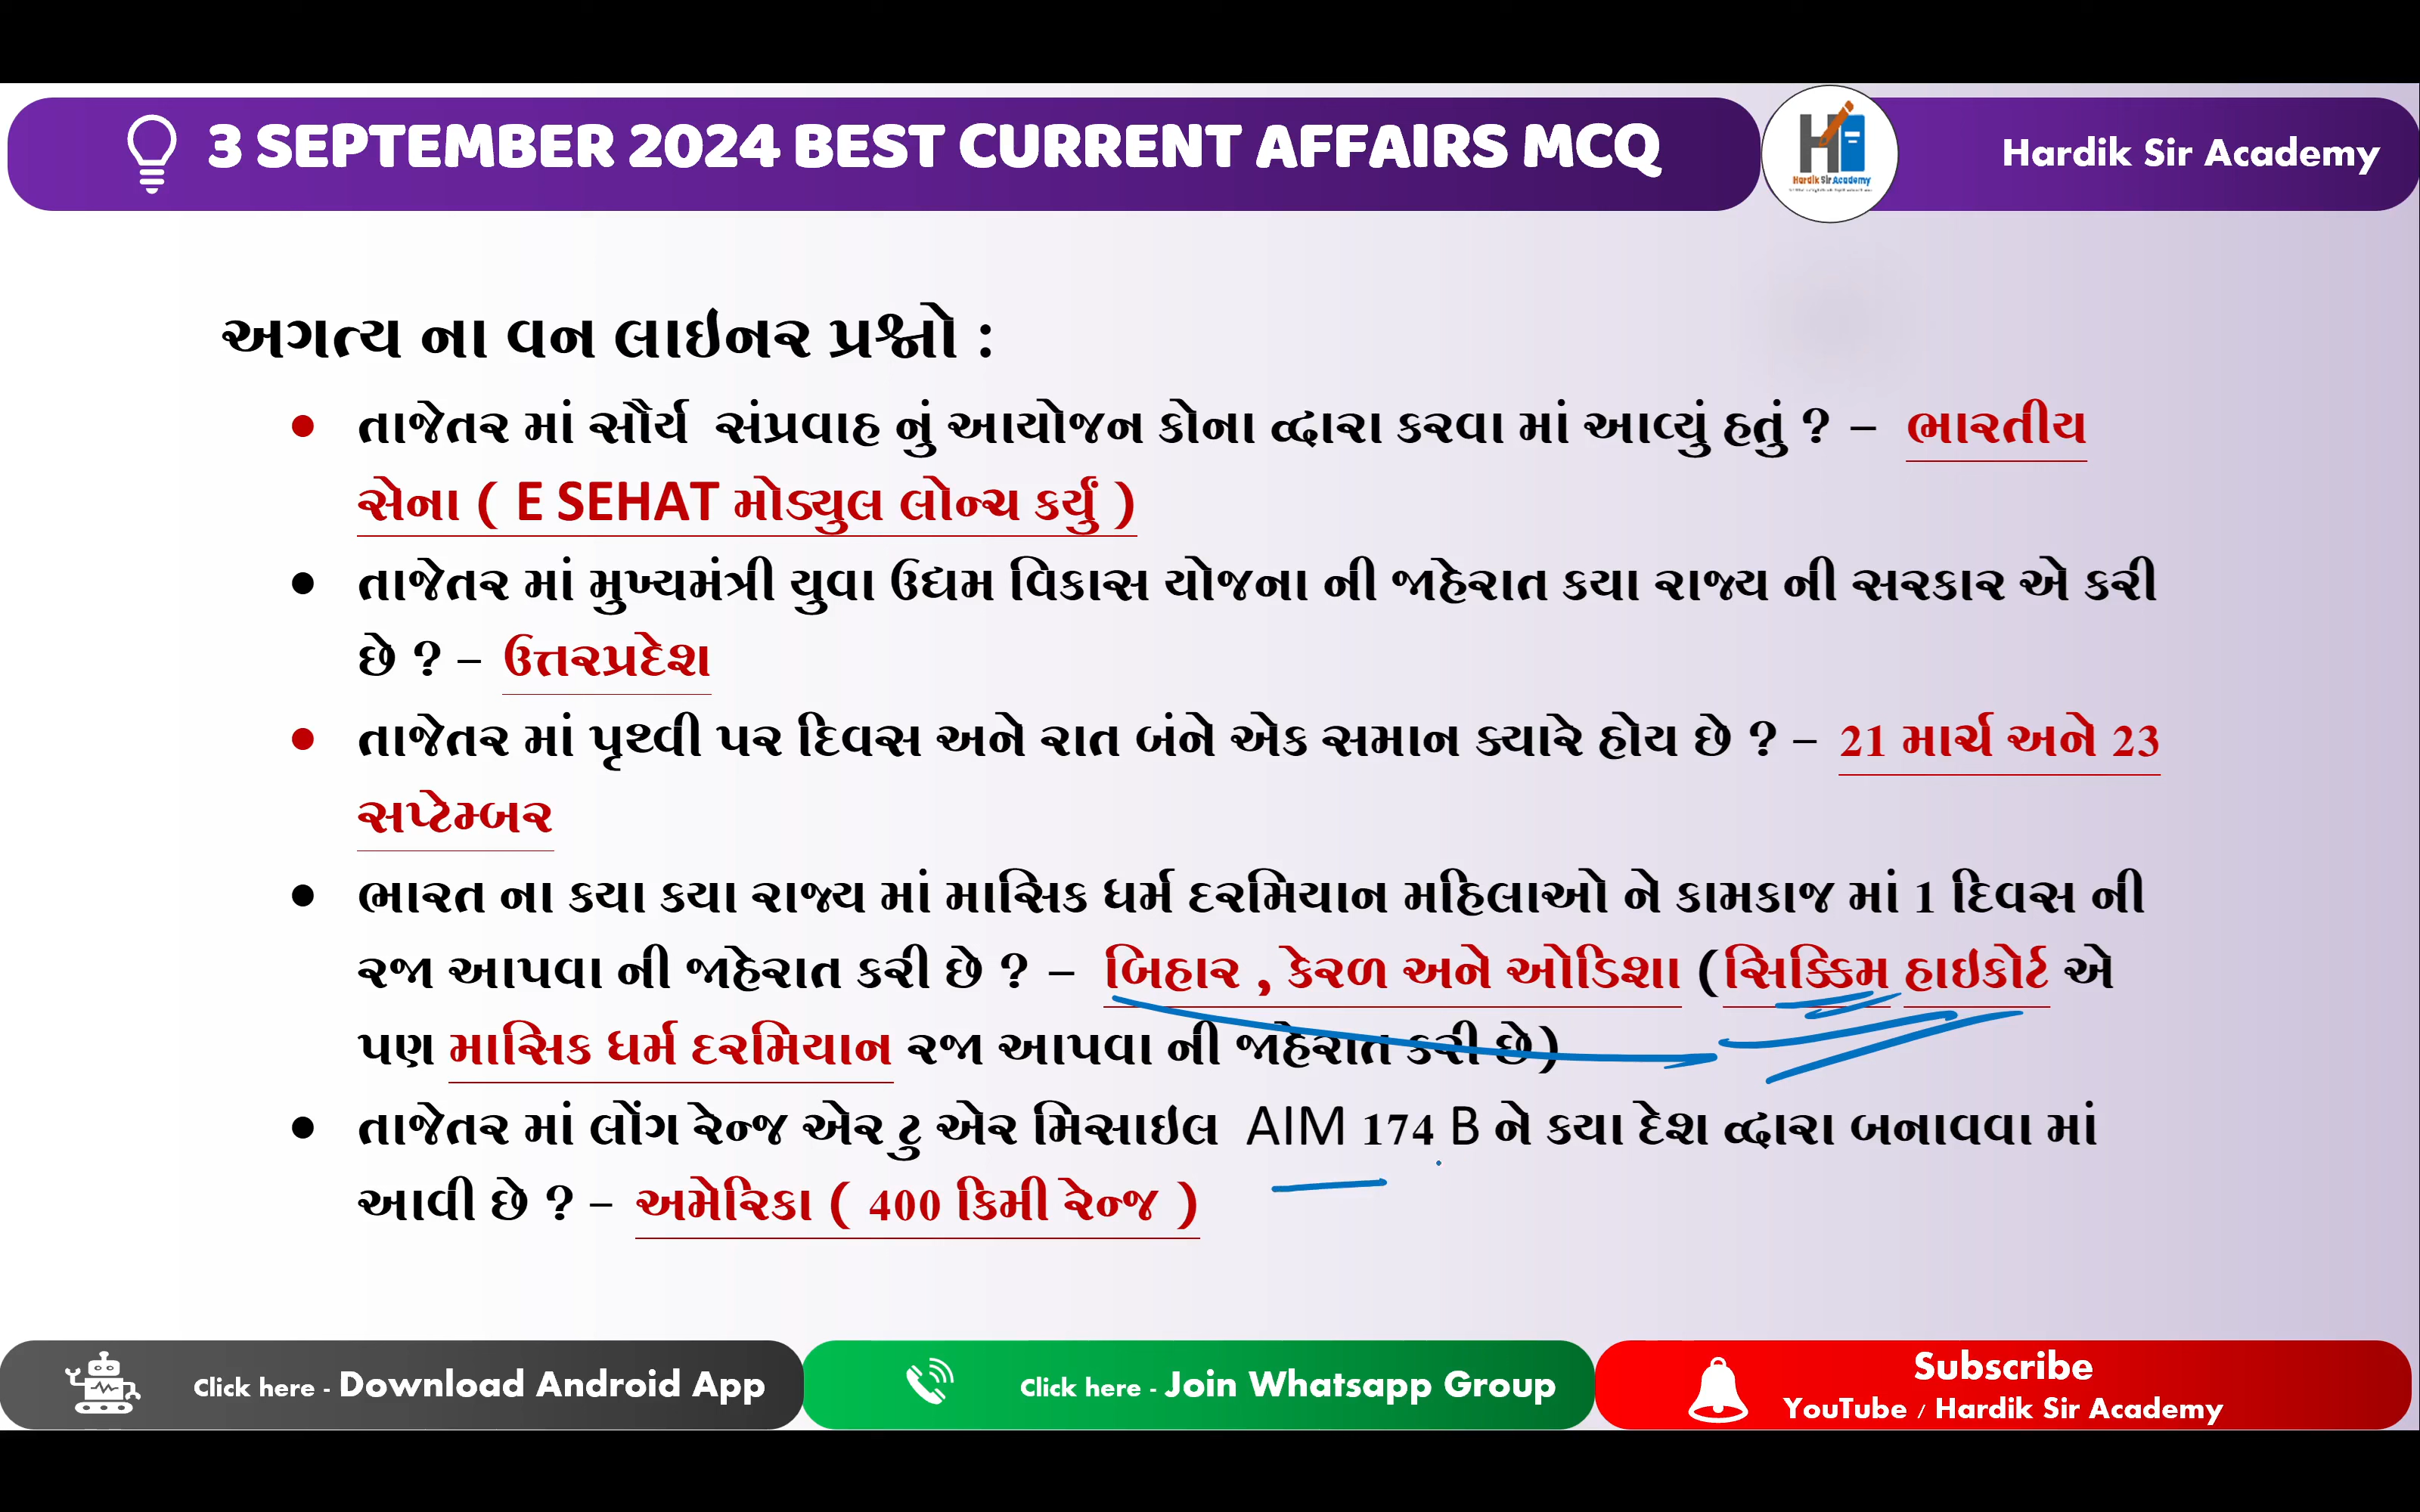 3 SEPTEMBER 2024 BEST CURRENT AFFAIRS MCQ
Hardik Sir Academy
Hardik Sir Academy
અગત્ય ના વન લાઇનર પ્રશ્નો :
તાજેતર માં સૌર્ય સંપ્રવાહ નું આયોજન કોના દ્વારા કરવા માં આવ્યું હતું ? – ભારતીય
સેના ( E SEHAT મોડ્યુલ લોન્ચ કર્યું )
તાજેતર માં મુખ્યમંત્રી યુવા ઉદ્યમ વિકાસ યોજના ની જાહેરાત કયા રાજ્ય ની સરકાર એ કરી
છે ? – ઉત્તરપ્રદેશ
તાજેતર માં પૃથ્વી પર દિવસ અને રાત બંને એક સમાન ક્યારે હોય છે ? – 21 માર્ચ અને 23
સપ્ટેમ્બર
ભારત ના કયા કયા રાજ્ય માં માસિક ધર્મ દરમિયાન મહિલાઓ ને કામકાજ માં 1 દિવસ ની
રજા આપવા ની જાહેરાત કરી છે ? – બિહાર , કેરળ અને ઓડિશા (સિક્કિમ હાઇકોર્ટ એ
પણ માસિક ધર્મ દરમિયાન રજા આપવા ની જાહેરાત કરી છે)
તાજેતર માં લોંગ રેન્જ એર ટુ એર મિસાઇલ AIM 174 B ને કયા દેશ દ્વારા બનાવવા માં
આવી છે ? – અમેરિકા ( 400 કિમી રેન્જ )
Click here - Download Android App
Click here - Join Whatsapp Group
Subscribe
YouTube / Hardik Sir Academy